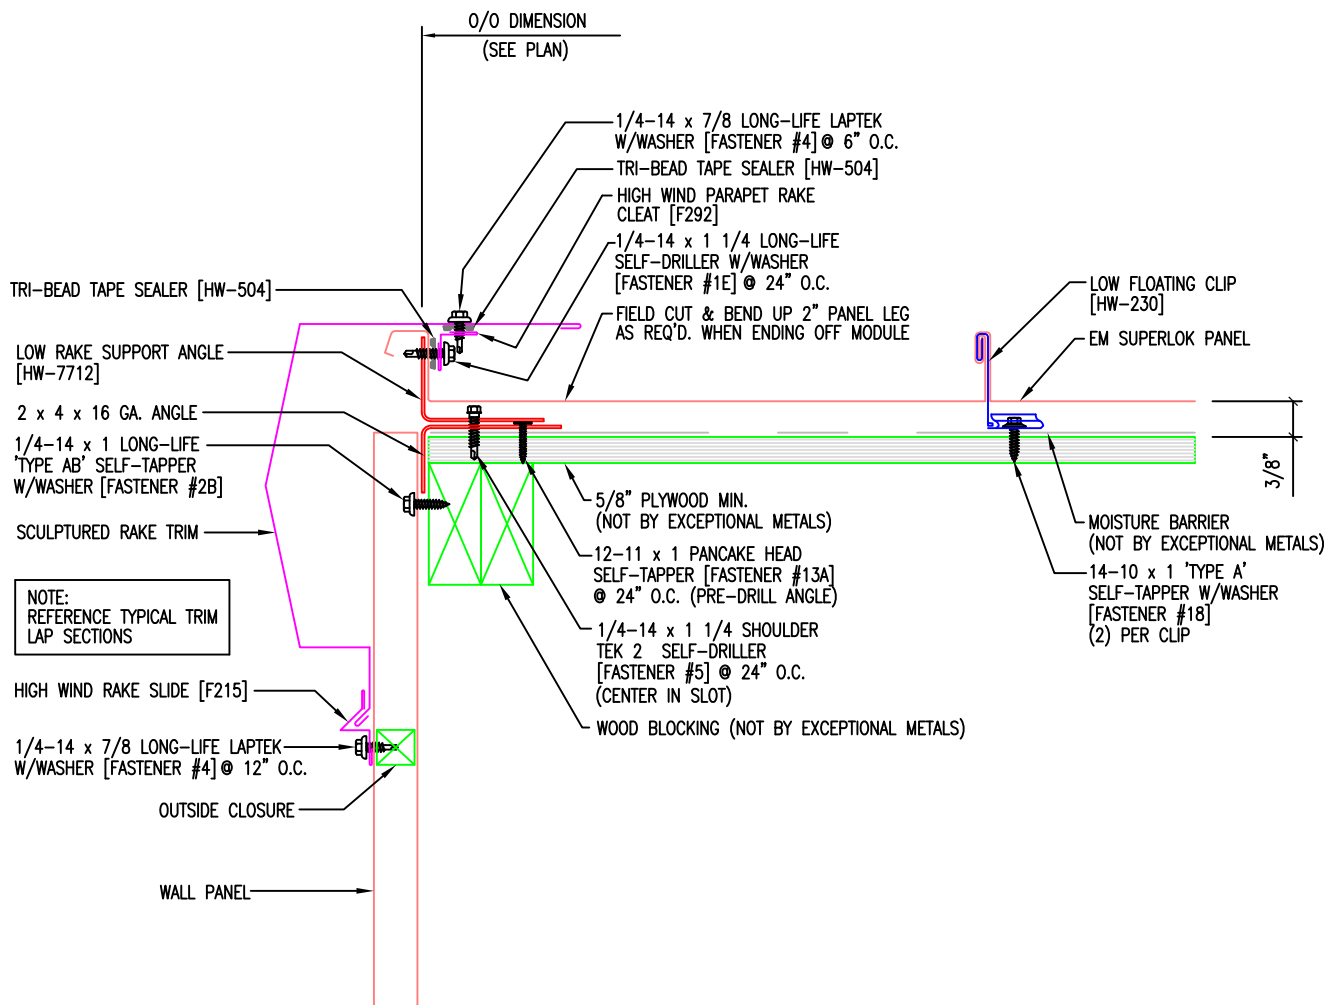 O/O DIMENSION
(SEE PLAN)
1/4-14 x 7/8 LONG-LIFE LAPTEK
W/WASHER [FASTENER #4] @ 6" O.C.
TRI-BEAD TAPE SEALER [HW-504]
HIGH WIND PARAPET RAKE
CLEAT [F292]
1/4-14 x 1 1/4 LONG-LIFE
SELF-DRILLER W/WASHER
[FASTENER #1E] @ 24" O.C.
FIELD CUT & BEND UP 2" PANEL LEG
AS REQ'D. WHEN ENDING OFF MODULE
TRI-BEAD TAPE SEALER [HW-504]
LOW RAKE SUPPORT ANGLE
[HW-7712]
2 x 4 x 16 GA. ANGLE
1/4-14 x 1 LONG-LIFE
'TYPE AB' SELF-TAPPER
W/WASHER [FASTENER #2B]
SCULPTURED RAKE TRIM
NOTE:
REFERENCE TYPICAL TRIM
LAP SECTIONS
HIGH WIND RAKE SLIDE [F215]
1/4-14 x 7/8 LONG-LIFE LAPTEK
W/WASHER [FASTENER #4] @ 12" O.C.
OUTSIDE CLOSURE
WALL PANEL
LOW FLOATING CLIP
[HW-230]
EM SUPERLOK PANEL
3/8"
5/8" PLYWOOD MIN.
(NOT BY EXCEPTIONAL METALS)
12-11 x 1 PANCAKE HEAD
SELF-TAPPER [FASTENER #13A]
@ 24" O.C. (PRE-DRILL ANGLE)
1/4-14 x 1 1/4 SHOULDER
TEK 2 SELF-DRILLER
[FASTENER #5] @ 24" O.C.
(CENTER IN SLOT)
WOOD BLOCKING (NOT BY EXCEPTIONAL METALS)
MOISTURE BARRIER
(NOT BY EXCEPTIONAL METALS)
14-10 x 1 'TYPE A'
SELF-TAPPER W/WASHER
[FASTENER #18]
(2) PER CLIP